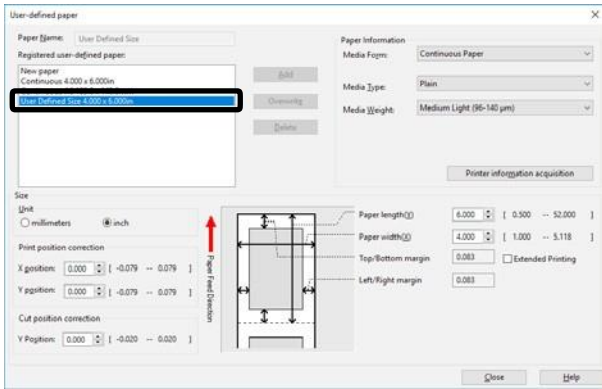 User-defined paper
Paper Name: User Defined Size
Registered user-defined paper:
New paper
Continuous 4.000 x 6.000in
User Defined Size 4.000 x 6.000in
Add
Overwrite
Delete
Paper Information
Media Form: Continuous Paper
Media Type: Plain
Media Weight: Medium Light (96-140 μm)
Printer information acquisition
Size
Unit
millimeters inch
Print position correction
X position: 0.000 [ -0.079 -- 0.079 ]
Y position: 0.000 [ -0.079 -- 0.079 ]
Cut position correction
Y Position: 0.000 [ -0.020 -- 0.020 ]
Paper Feed Direction
Paper length(Y) 6.000 [ 0.500 -- 52.000 ]
Paper width(X) 4.000 [ 1.000 -- 5.118 ]
Top/Bottom margin 0.083 Extended Printing
Left/Right margin 0.083
Close Help